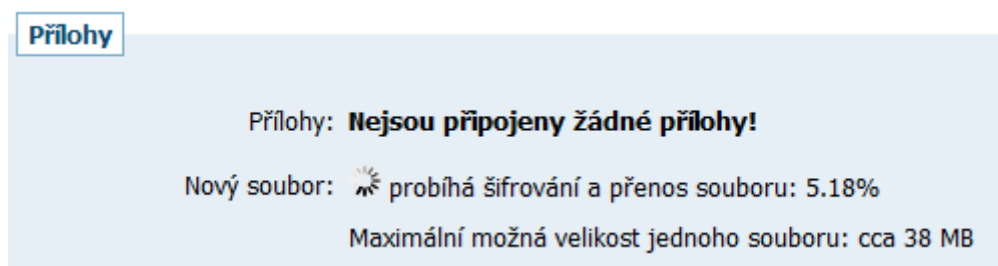 Přílohy
Přílohy: Nejsou připojeny žádné přílohy!
Nový soubor: probíhá šifrování a přenos souboru: 5.18%
Maximální možná velikost jednoho souboru: cca 38 MB